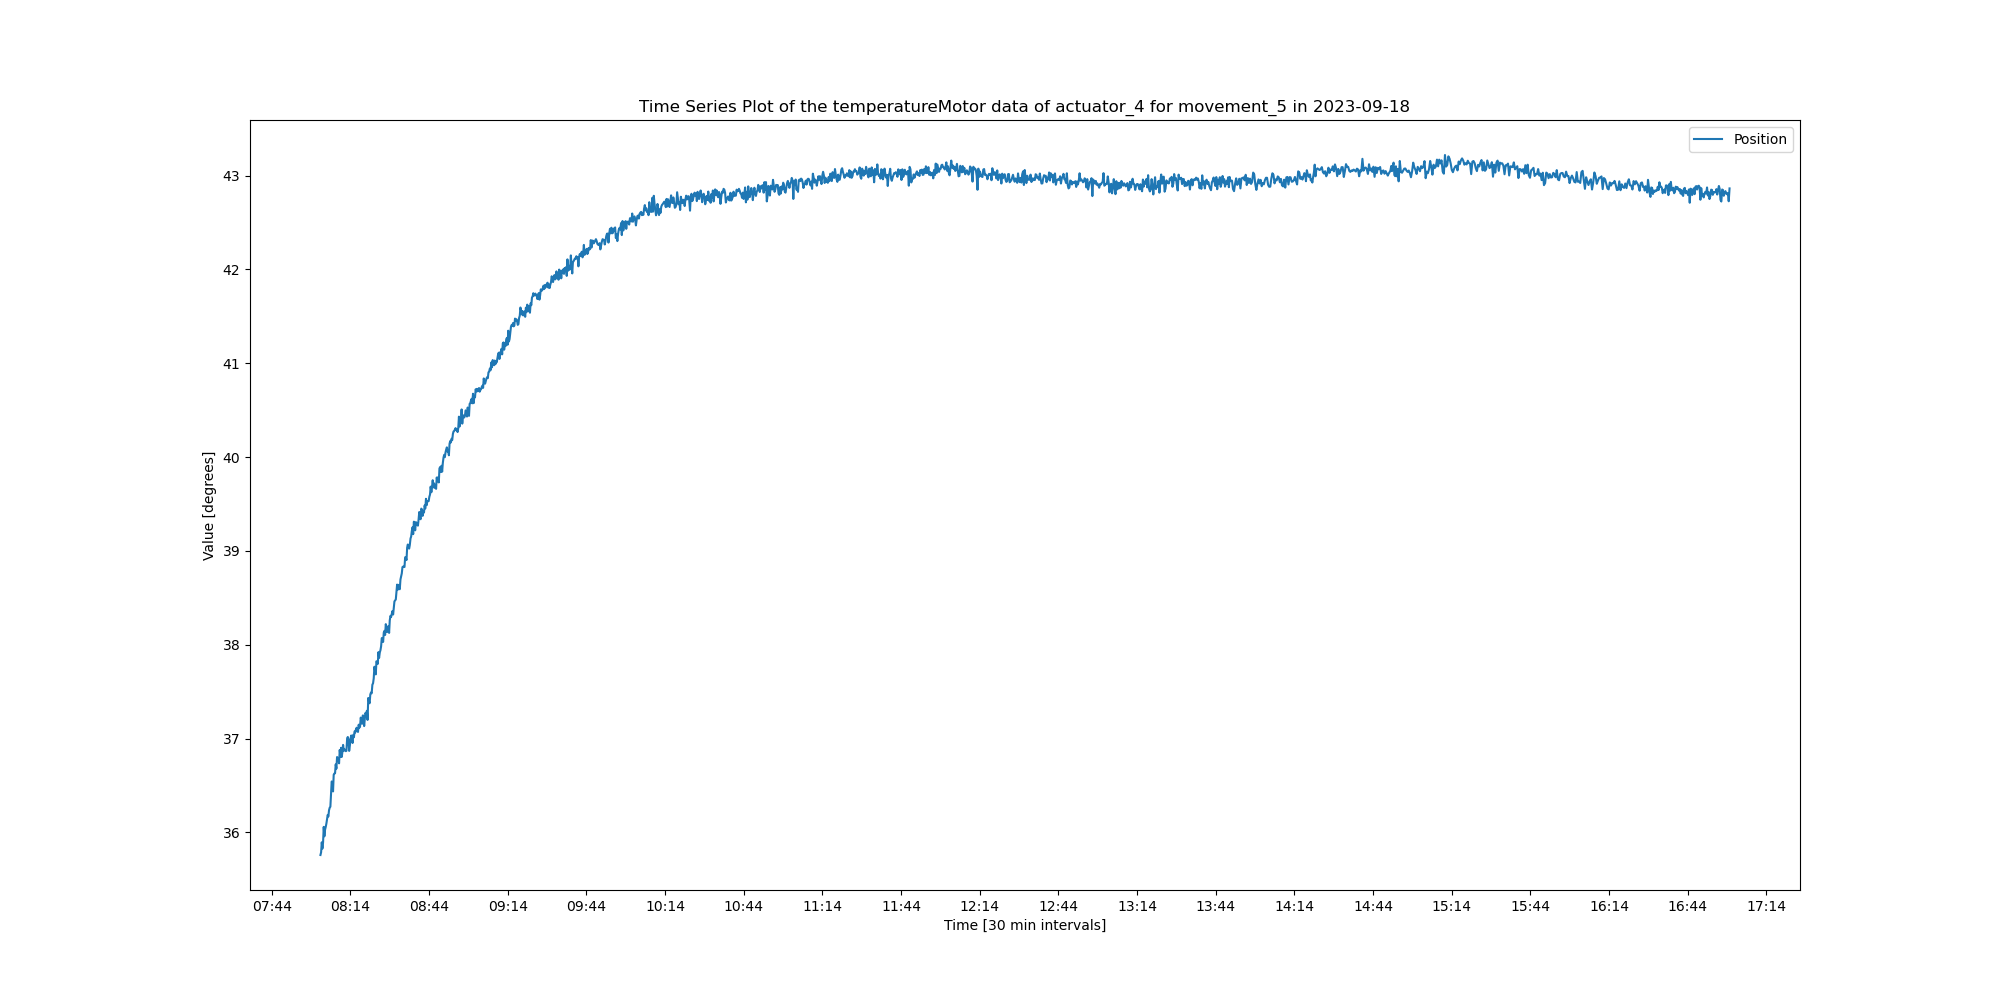 Time Series Plot of the temperatureMotor data of actuator_4 for movement_5 in 2023-09-18
Position
Value [degrees]
43
42
41
40
39
38
37
36
07:44 08:14 08:44 09:14 09:44 10:14 10:44 11:14 11:44 12:14 12:44 13:14 13:44 14:14 14:44 15:14 15:44 16:14 16:44 17:14
Time [30 min intervals]